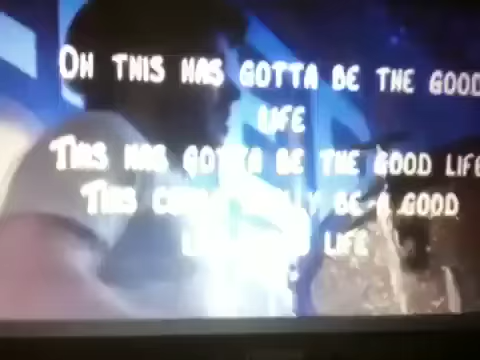 OH THIS HAS GOTTA BE THE GOOD
LIFE
THIS HAS GOTTA BE THE GOOD LIFE
THIS COULD REALLY BE A GOOD
LIFE